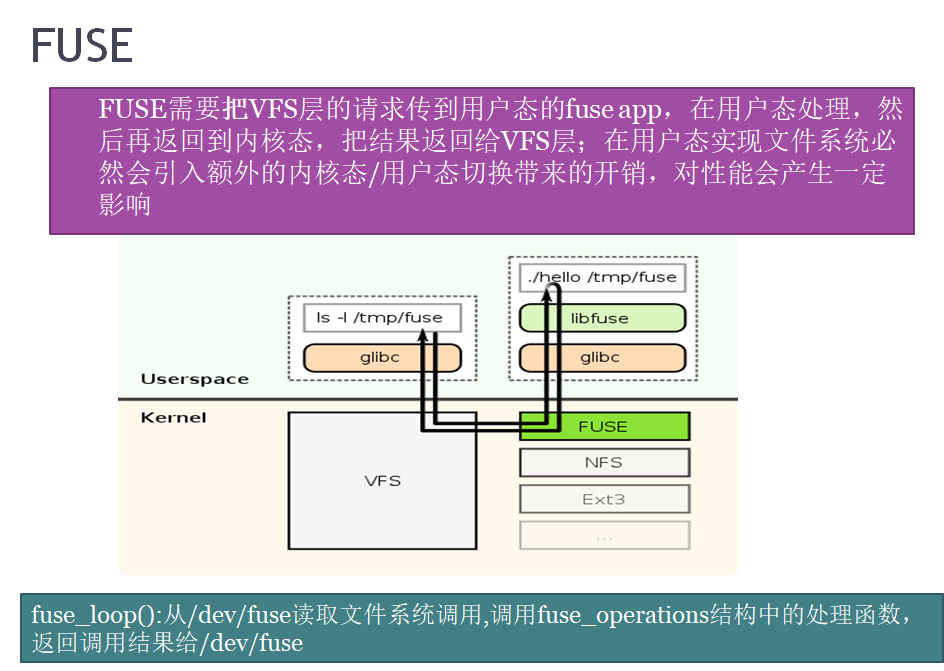 FUSE
FUSE需要把VFS层的请求传到用户态的fuse app，在用户态处理，然
后再返回到内核态，把结果返回给VFS层；在用户态实现文件系统必
然会引入额外的内核态/用户态切换带来的开销，对性能会产生一定
影响
./hello /tmp/fuse
ls -l /tmp/fuse
libfuse
glibc
glibc
Userspace
Kernel
FUSE
NFS
VFS
Ext3
...
fuse_loop():从/dev/fuse读取文件系统调用,调用fuse_operations结构中的处理函数，
返回调用结果给/dev/fuse